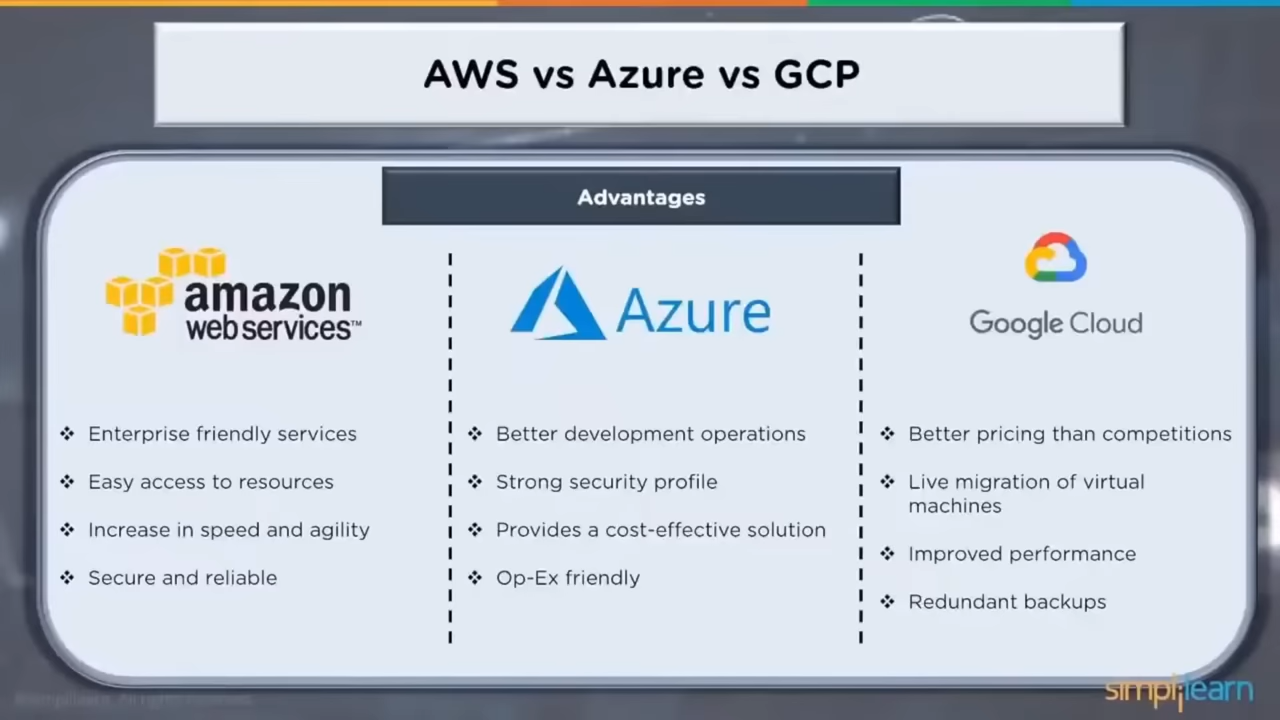 AWS vs Azure vs GCP
Advantages
amazon
web services™
Azure
Google Cloud
❖ Enterprise friendly services
❖ Easy access to resources
❖ Increase in speed and agility
❖ Secure and reliable
❖ Better development operations
❖ Strong security profile
❖ Provides a cost-effective solution
❖ Op-Ex friendly
❖ Better pricing than competitions
❖ Live migration of virtual
machines
❖ Improved performance
❖ Redundant backups
simplilearn